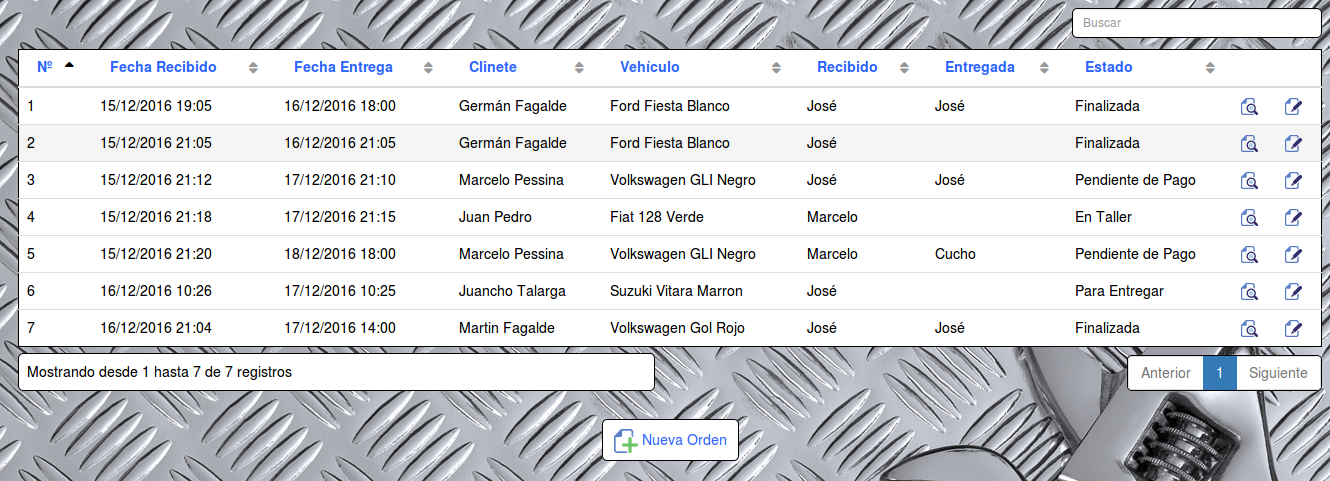 Buscar
Nº Fecha Recibido Fecha Entrega Clinete Vehículo Recibido Entregada Estado
1 15/12/2016 19:05 16/12/2016 18:00 Germán Fagalde Ford Fiesta Blanco José José Finalizada
2 15/12/2016 21:05 16/12/2016 21:05 Germán Fagalde Ford Fiesta Blanco José Finalizada
3 15/12/2016 21:12 17/12/2016 21:10 Marcelo Pessina Volkswagen GLI Negro José José Pendiente de Pago
4 15/12/2016 21:18 17/12/2016 21:15 Juan Pedro Fiat 128 Verde Marcelo En Taller
5 15/12/2016 21:20 18/12/2016 18:00 Marcelo Pessina Volkswagen GLI Negro Marcelo Cucho Pendiente de Pago
6 16/12/2016 10:26 17/12/2016 10:25 Juancho Talarga Suzuki Vitara Marron José Para Entregar
7 16/12/2016 21:04 17/12/2016 14:00 Martin Fagalde Volkswagen Gol Rojo José José Finalizada
Mostrando desde 1 hasta 7 de 7 registros Anterior 1 Siguiente
Nueva Orden